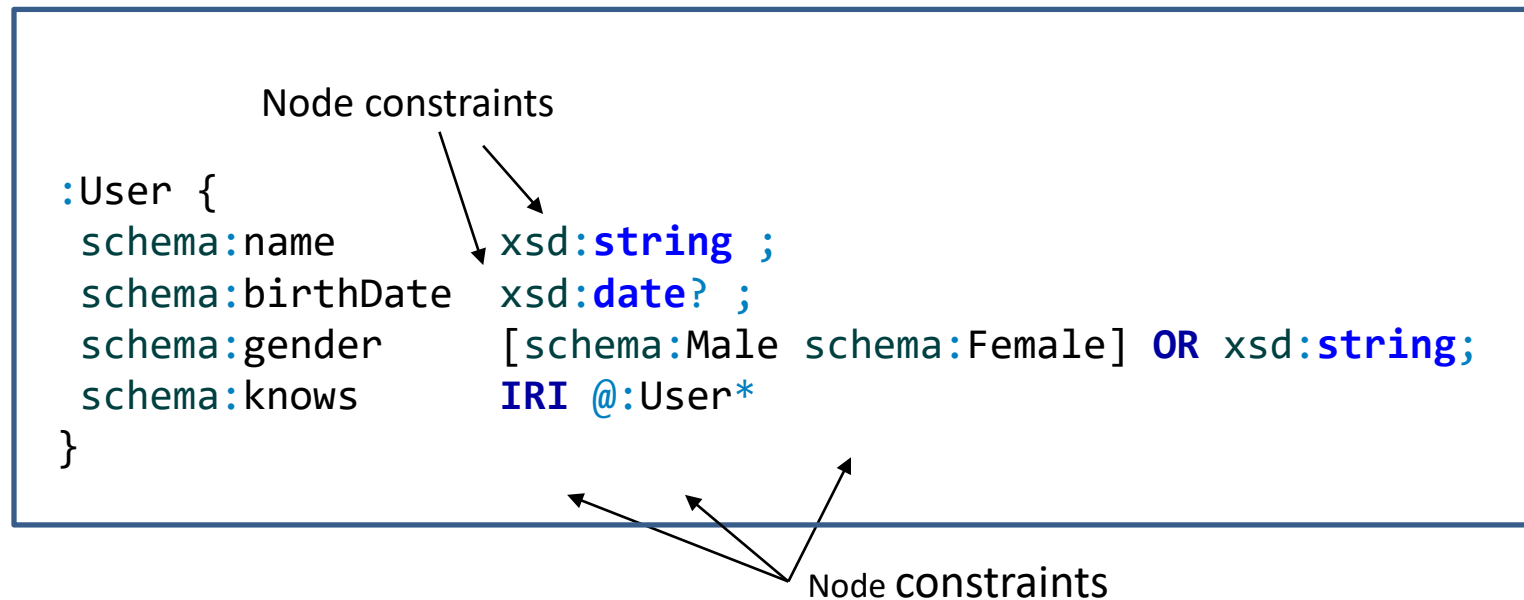 Node constraints
:User {
schema:name xsd:string ;
schema:birthDate xsd:date? ;
schema:gender [schema:Male schema:Female] OR xsd:string;
schema:knows IRI @:User*
}
Node constraints